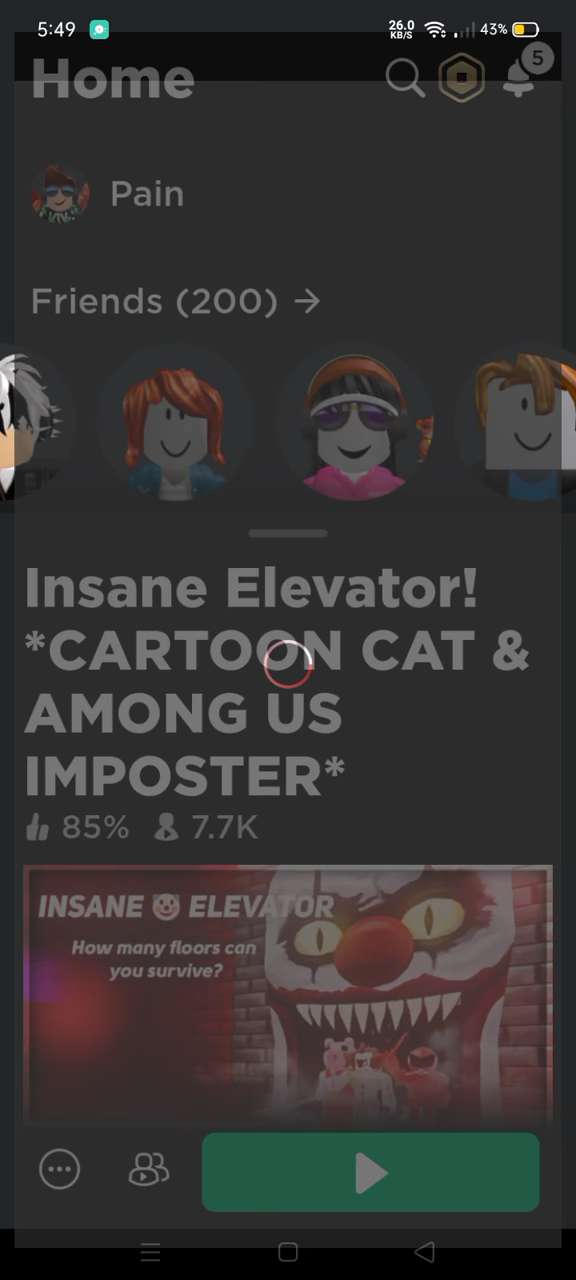 5:49 26.0 KB/S 43%
5
Home
Pain
Friends (200) →
Insane Elevator!
*CARTOON CAT &
AMONG US
IMPOSTER*
85% 7.7K
INSANE 🤡 ELEVATOR
How many floors can
you survive?